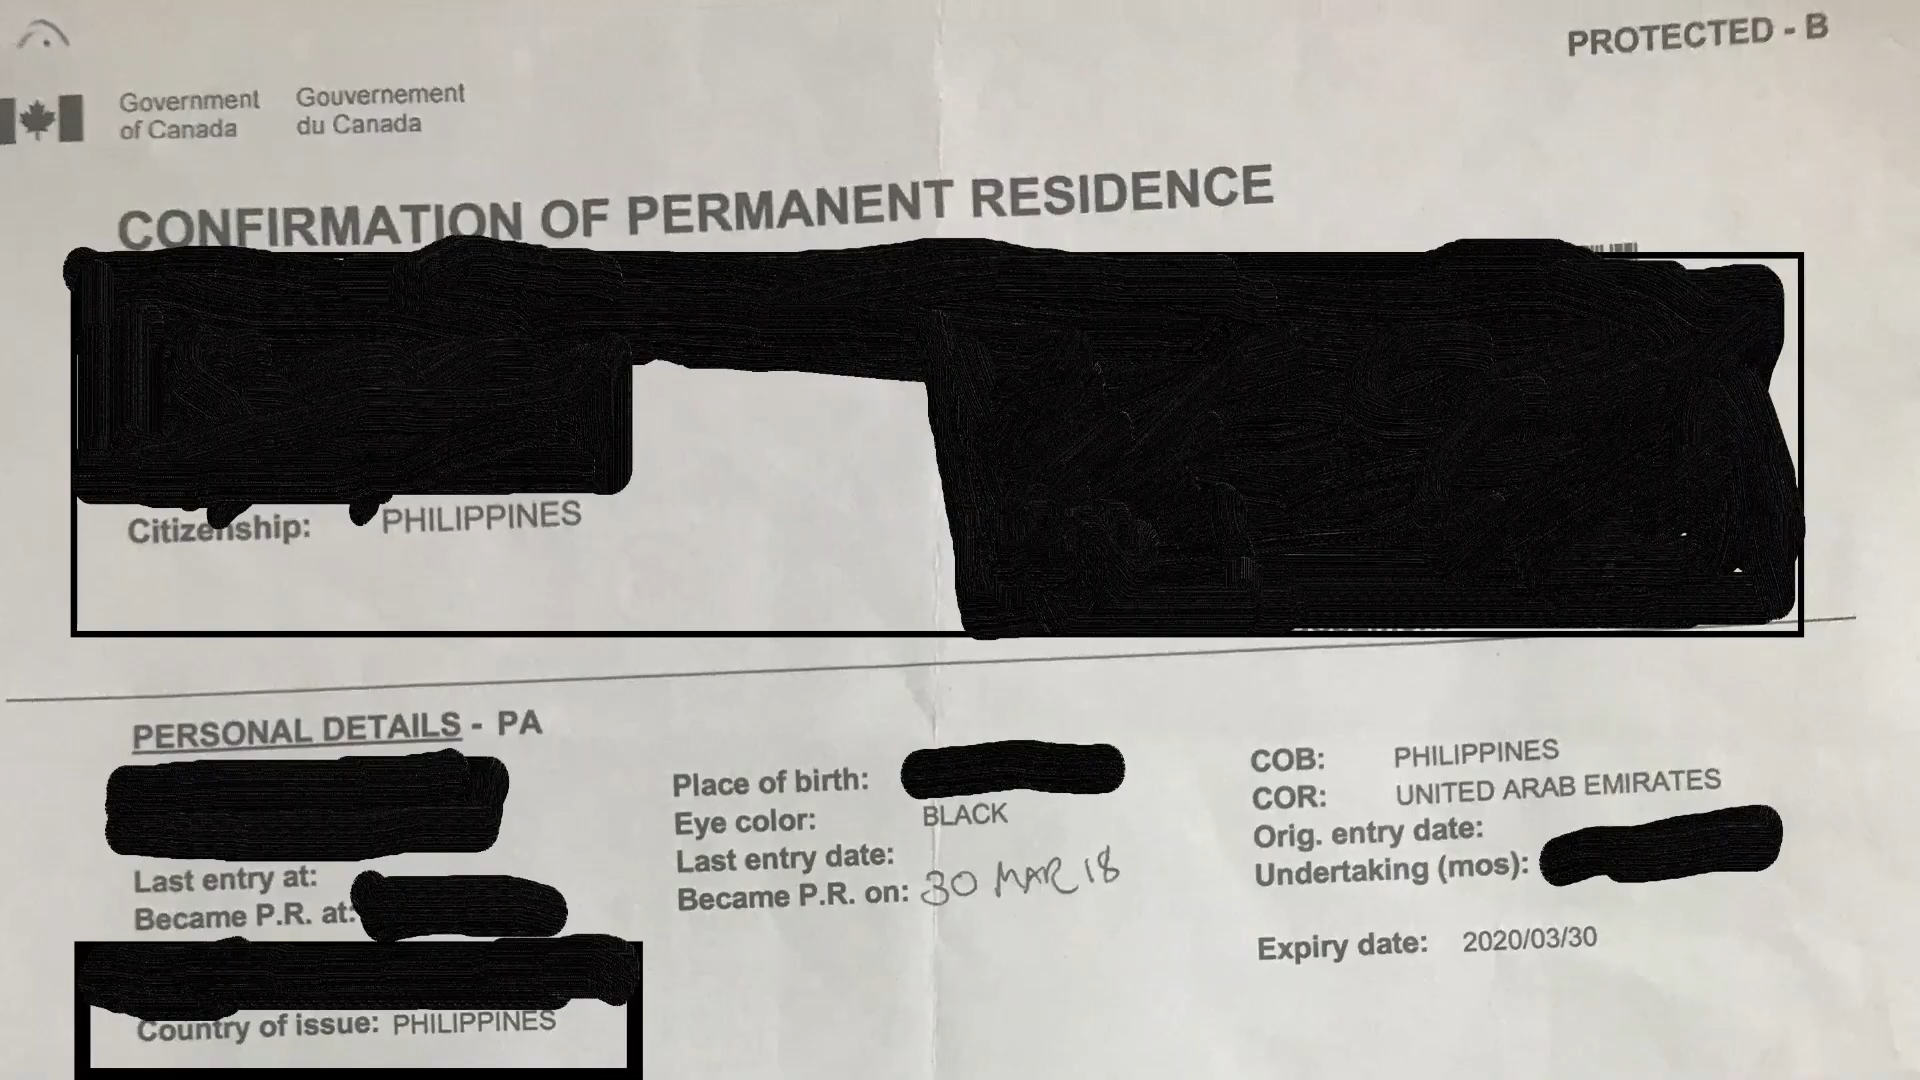 PROTECTED - B
Government of Canada
Gouvernement du Canada
CONFIRMATION OF PERMANENT RESIDENCE
Citizenship: PHILIPPINES
PERSONAL DETAILS - PA
Last entry at:
Became P.R. at:
Country of issue: PHILIPPINES
Place of birth:
Eye color: BLACK
Last entry date:
Became P.R. on: 30 MAR 18
COB: PHILIPPINES
COR: UNITED ARAB EMIRATES
Orig. entry date:
Undertaking (mos):
Expiry date: 2020/03/30